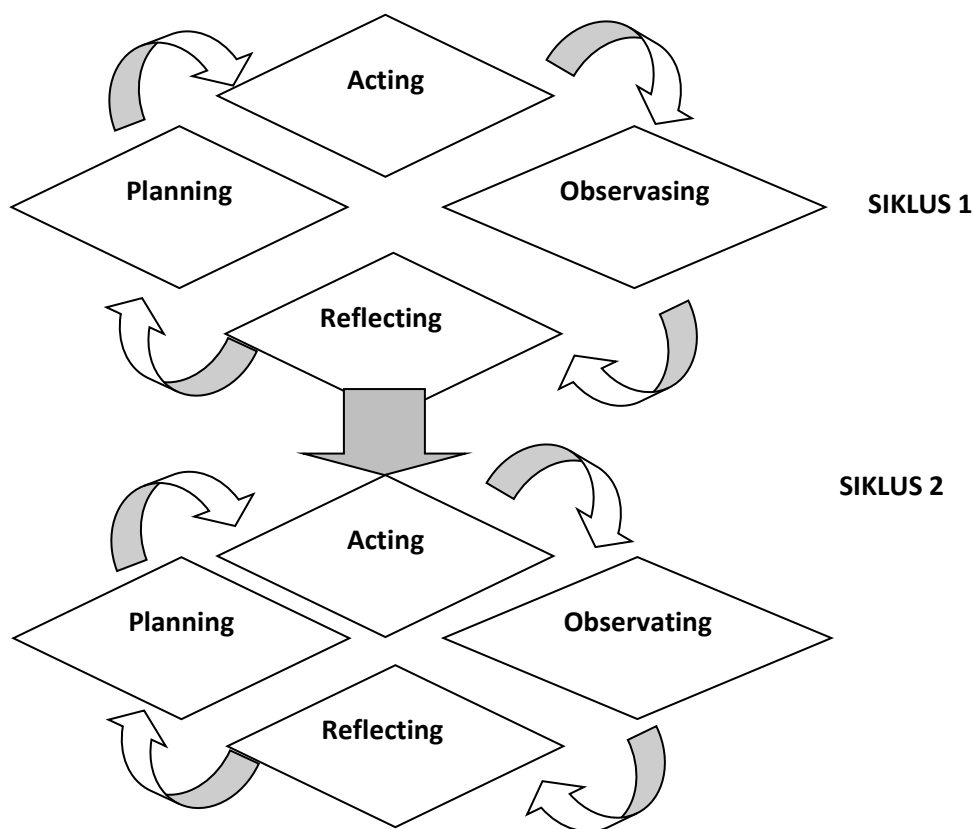 Acting
Planning
Observasing
SIKLUS 1
Reflecting
SIKLUS 2
Acting
Planning
Observating
Reflecting